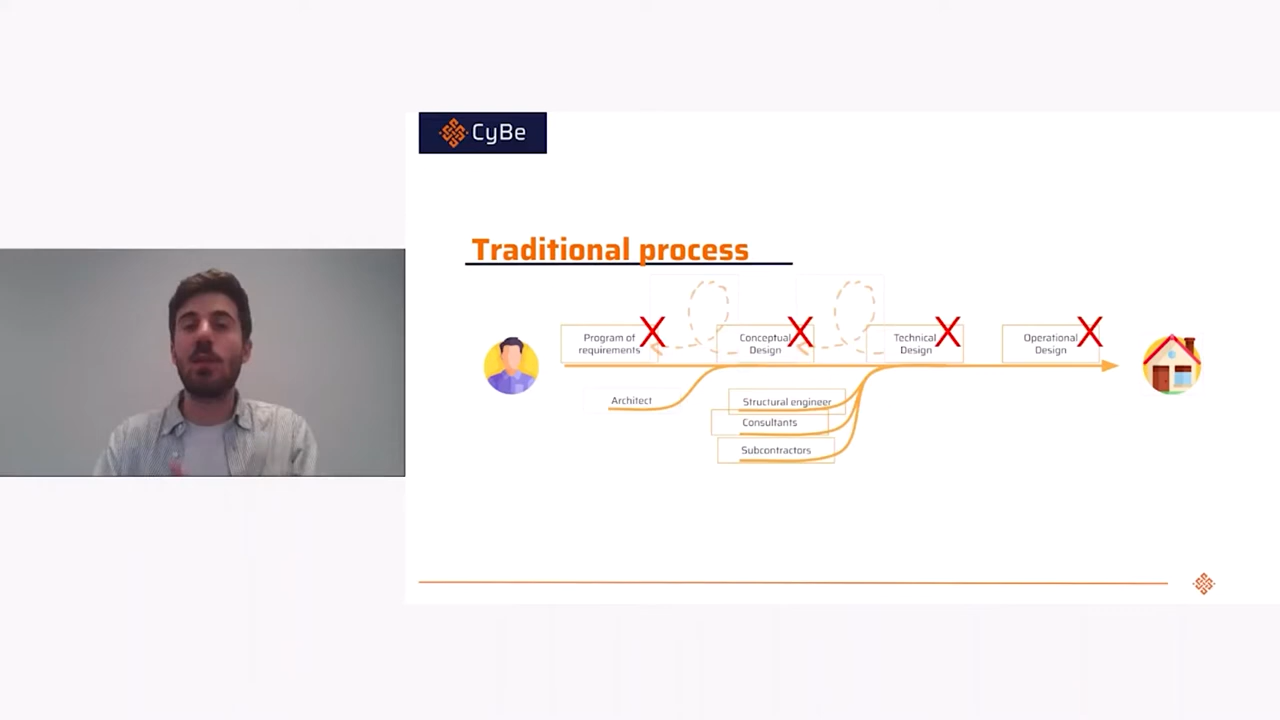 CyBe
Traditional process
Program of
requirements
X
Conceptual
Design
X
Technical
Design
X
Operational
Design
X
Architect
Structural engineer
Consultants
Subcontractors